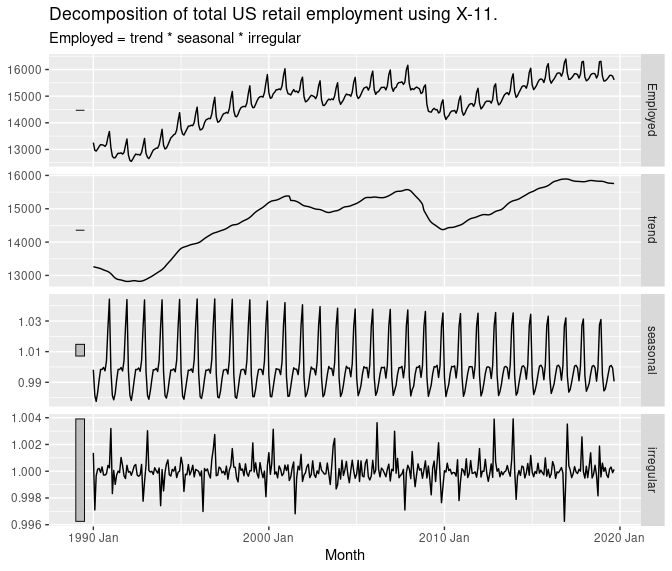 Decomposition of total US retail employment using X-11.
Employed = trend * seasonal * irregular
16000
15000
14000
13000
Employed
16000
15000
14000
13000
trend
1.03
1.01
0.99
seasonal
1.004
1.002
1.000
0.998
0.996
irregular
1990 Jan 2000 Jan 2010 Jan 2020 Jan
Month